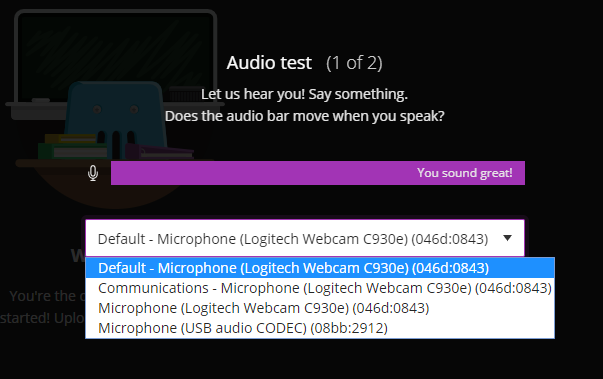 Audio test (1 of 2)
Let us hear you! Say something.
Does the audio bar move when you speak?
You sound great!
Default - Microphone (Logitech Webcam C930e) (046d:0843)
Default - Microphone (Logitech Webcam C930e) (046d:0843)
Communications - Microphone (Logitech Webcam C930e) (046d:0843)
Microphone (Logitech Webcam C930e) (046d:0843)
Microphone (USB audio CODEC) (08bb:2912)
W
You're the
started! Uplo